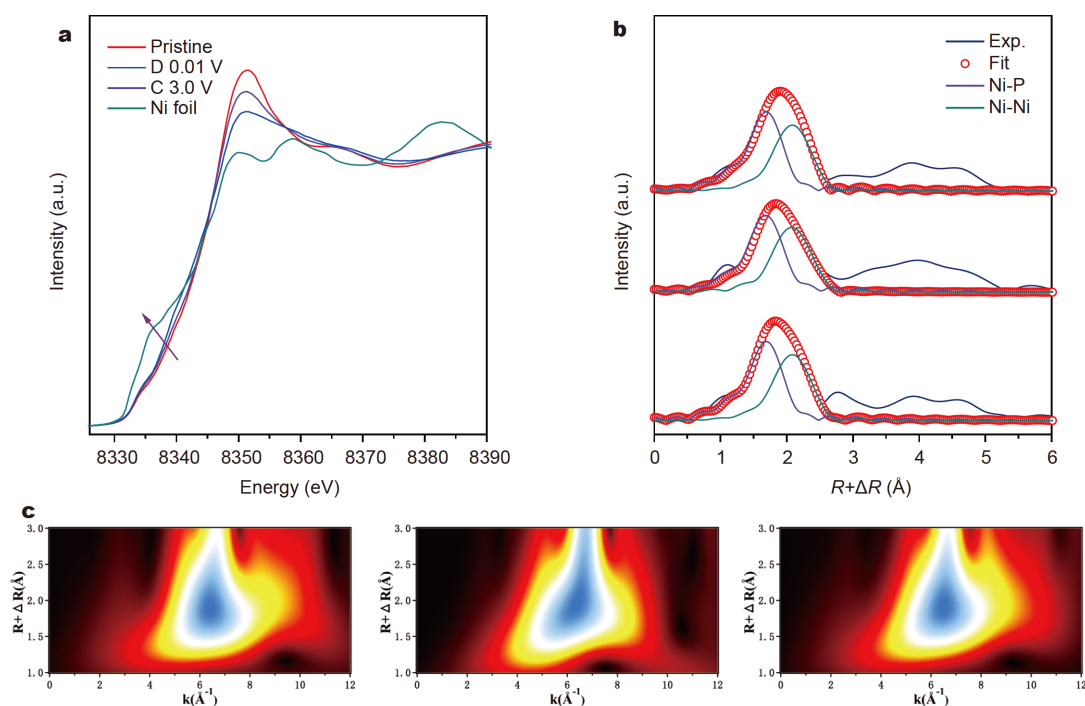 a
Pristine
D 0.01 V
C 3.0 V
Ni foil
Intensity (a.u.)
8330 8340 8350 8360 8370 8380 8390
Energy (eV)
b
Exp.
Fit
Ni-P
Ni-Ni
Intensity (a.u.)
0 1 2 3 4 5 6
R+ΔR (Å)
c
3.0
2.5
2.0
1.5
1.0
R+ Δ R(Å)
0 2 4 6 8 10 12
k(Å⁻¹)
3.0
2.5
2.0
1.5
1.0
R+ Δ R(Å)
0 2 4 6 8 10 12
k(Å⁻¹)
3.0
2.5
2.0
1.5
1.0
R+ Δ R(Å)
0 2 4 6 8 10 12
k(Å⁻¹)